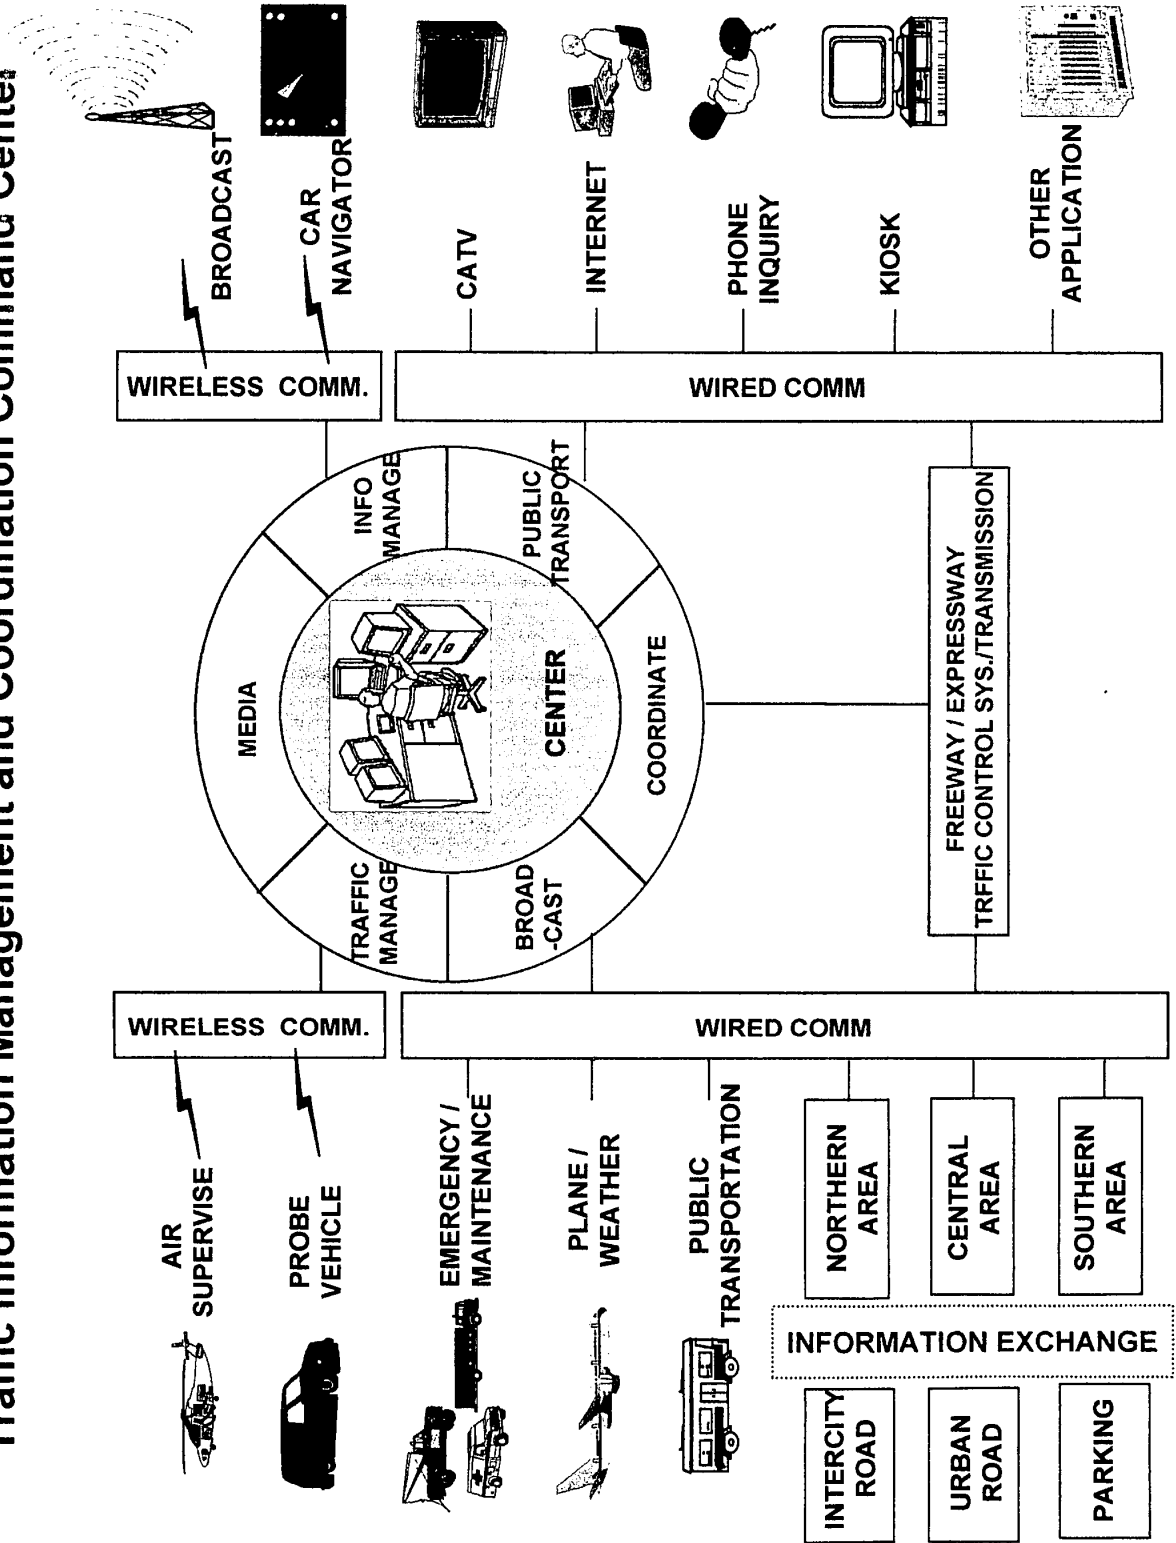 Traffic Information Management and Coordination Command Center
AIR
SUPERVISE
PROBE
VEHICLE
EMERGENCY /
MAINTENANCE
PLANE /
WEATHER
PUBLIC
TRANSPORTATION
INTERCITY
ROAD
URBAN
ROAD
PARKING
INFORMATION EXCHANGE
NORTHERN
AREA
CENTRAL
AREA
SOUTHERN
AREA
WIRELESS COMM.
WIRED COMM
MEDIA
TRAFFIC
MANAGE
INFO
MANAGE
BROAD
-CAST
PUBLIC
TRANSPORT
CENTER
COORDINATE
FREEWAY / EXPRESSWAY
TRFFIC CONTROL SYS./TRANSMISSION
WIRELESS COMM.
WIRED COMM
BROADCAST
CAR
NAVIGATOR
CATV
INTERNET
PHONE
INQUIRY
KIOSK
OTHER
APPLICATION